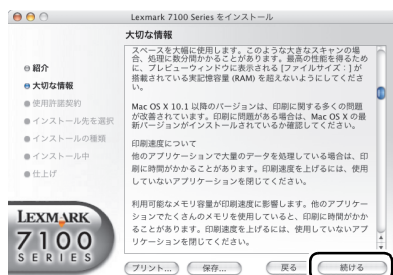 Lexmark 7100 Series をインストール
大切な情報
紹介
大切な情報
使用許諾契約
インストール先を選択
インストールの種類
インストール中
仕上げ
スペースを大幅に使用します。このような大きなスキャンの場
合、処理に数分間かかることがあります。最高の性能を得るため
に、プレビューウィンドウに表示される [ファイルサイズ：] が
搭載されている実記憶容量 (RAM) を超えないようにしてくださ
い。
Mac OS X 10.1 以降のバージョンは、印刷に関する多くの問題
が改善されています。印刷に問題がある場合は、Mac OS X の最
新バージョンがインストールされているか確認してください。
印刷速度について
他のアプリケーションで大量のデータを処理している場合は、印
刷に時間がかかることがあります。印刷速度を上げるには、使用
していないアプリケーションを閉じてください。
利用可能なメモリ容量が印刷速度に影響します。他のアプリケー
ションでたくさんのメモリを使用していると、印刷に時間がかか
ることがあります。印刷速度を上げるには、使用していないアプ
リケーションを閉じてください。
LEXMARK
7100
SERIES
プリント...
保存...
戻る
続ける